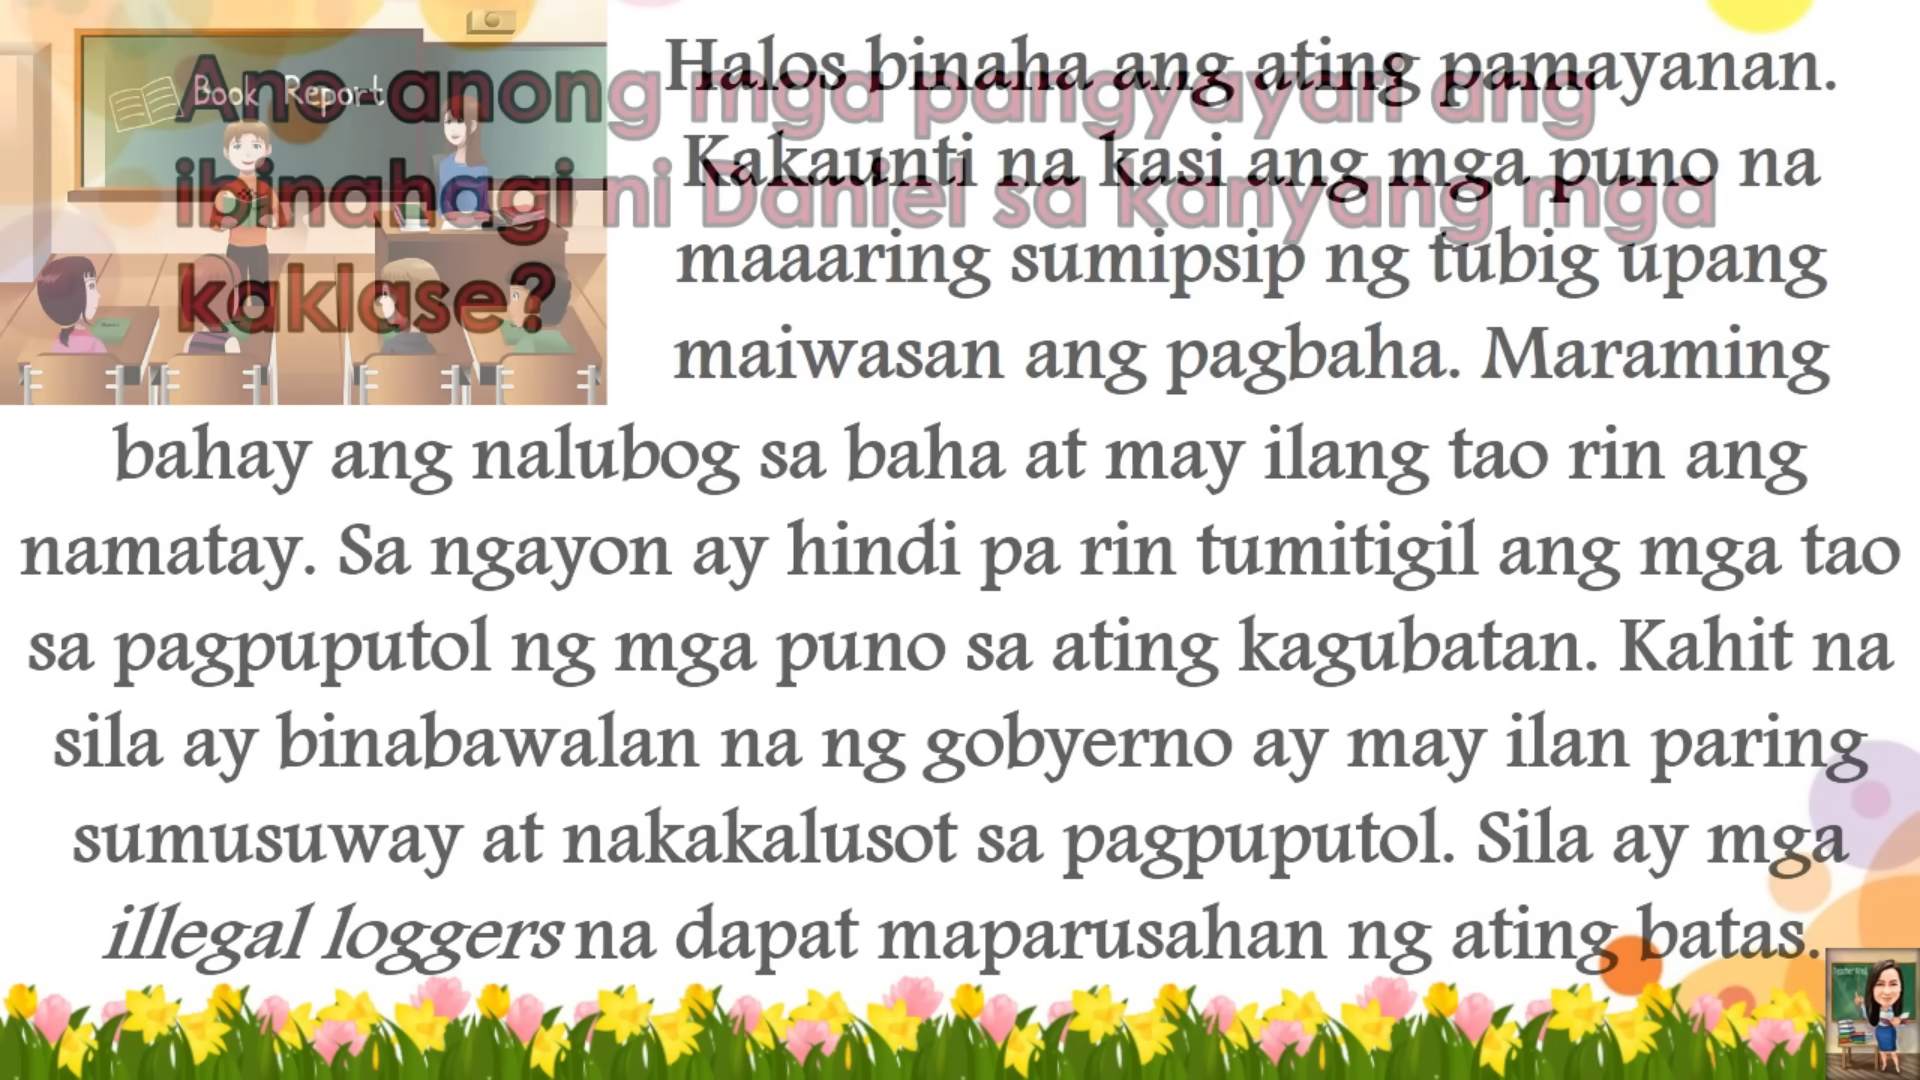 Book Report
Ano-anong mga pangyayari ang
ibinahagi ni Daniel sa kanyang mga
kaklase?
Halos binaha ang ating pamayanan.
Kakaunti na kasi ang mga puno na
maaaring sumipsip ng tubig upang
maiwasan ang pagbaha. Maraming
bahay ang nalubog sa baha at may ilang tao rin ang
namatay. Sa ngayon ay hindi pa rin tumitigil ang mga tao
sa pagpuputol ng mga puno sa ating kagubatan. Kahit na
sila ay binabawalan na ng gobyerno ay may ilan paring
sumusuway at nakakalusot sa pagpuputol. Sila ay mga
illegal loggers na dapat maparusahan ng ating batas.